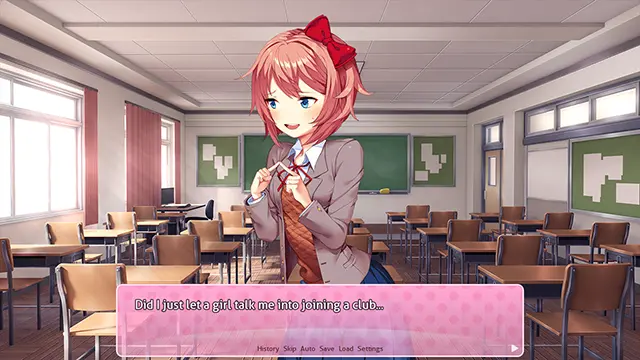 Did I just let a girl talk me into joining a club...
History Skip Auto Save Load Settings